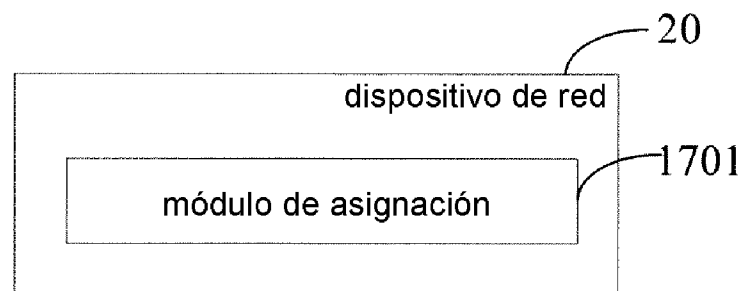 20
dispositivo de red
1701
módulo de asignación